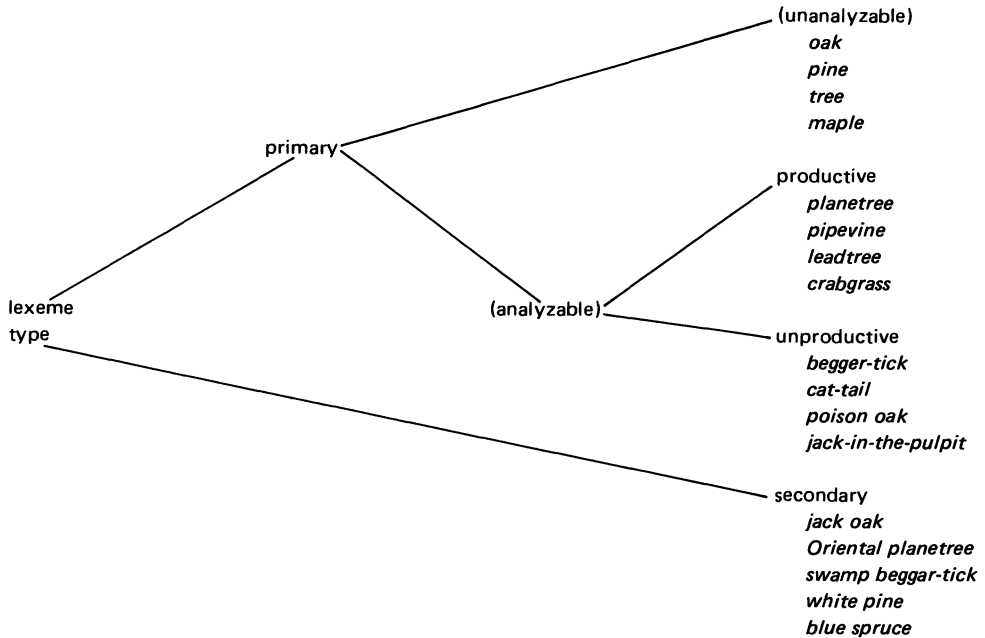 (unanalyzable)
oak
pine
tree
maple
primary
productive
planetree
pipevine
leadtree
crabgrass
lexeme
type
(analyzable)
unproductive
begger-tick
cat-tail
poison oak
jack-in-the-pulpit
secondary
jack oak
Oriental planetree
swamp beggar-tick
white pine
blue spruce